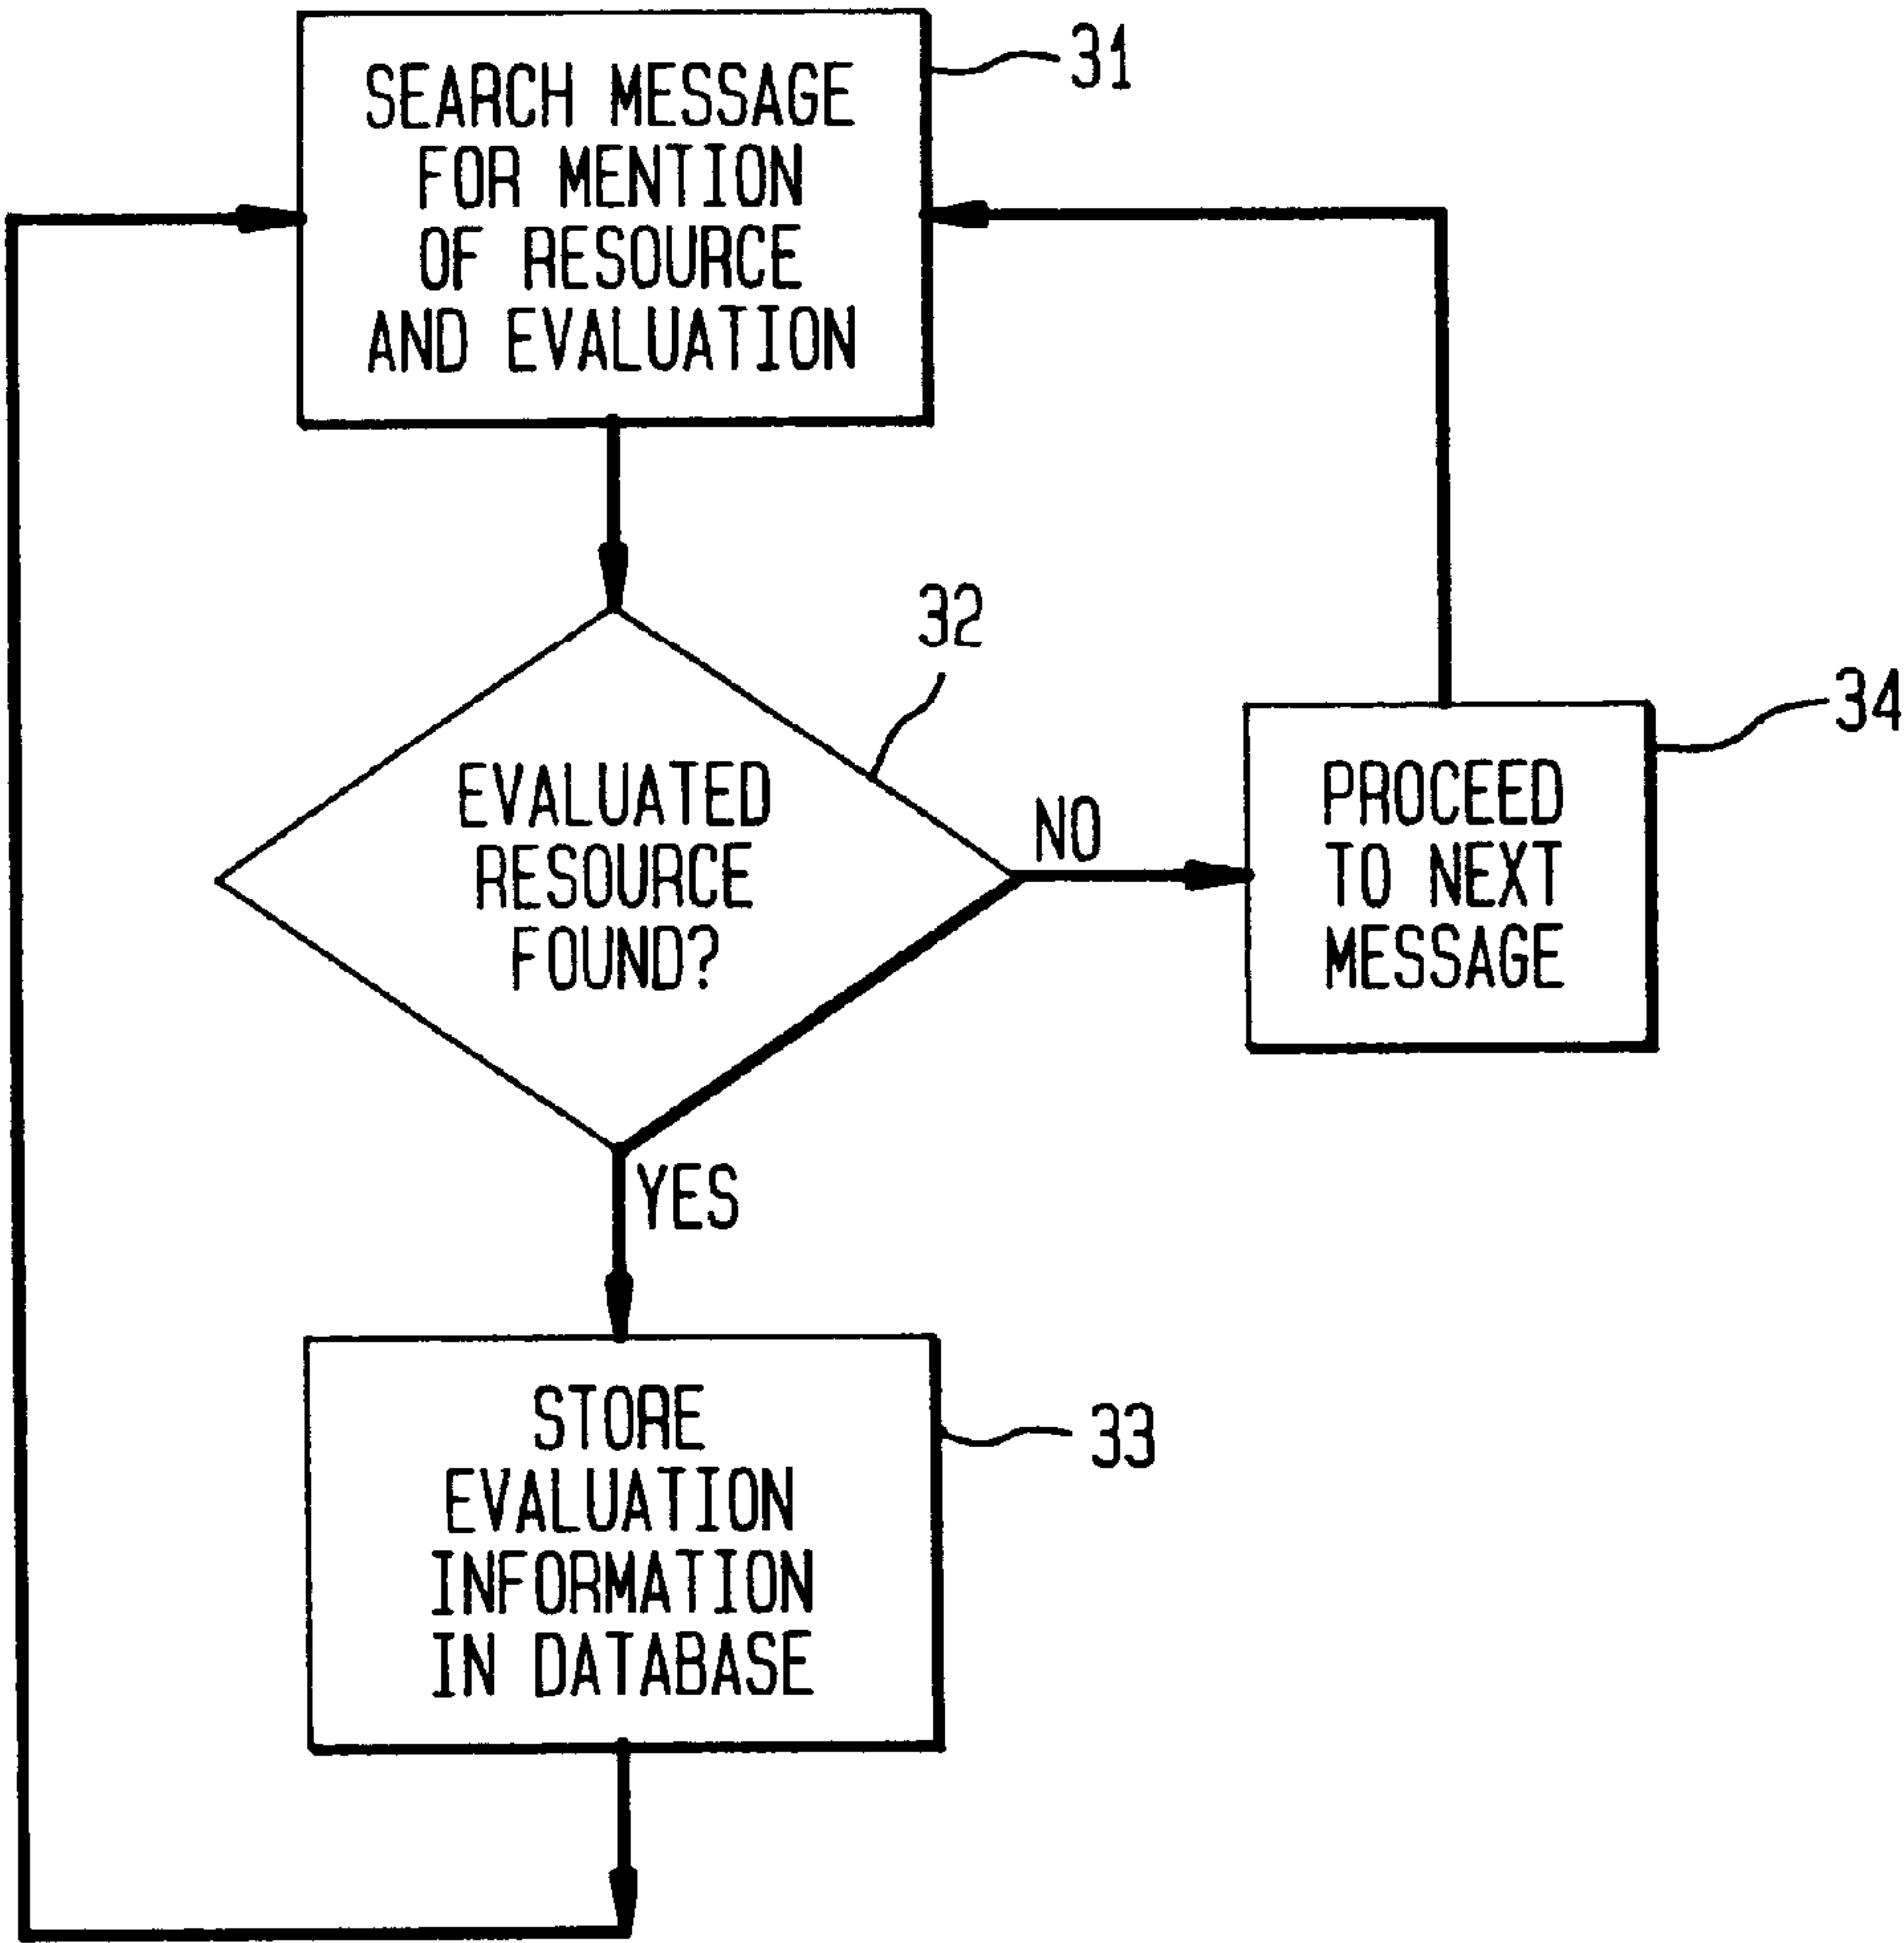 SEARCH MESSAGE
FOR MENTION
OF RESOURCE
AND EVALUATION
31
32
EVALUATED
RESOURCE
FOUND?
NO
YES
34
PROCEED
TO NEXT
MESSAGE
STORE
EVALUATION
INFORMATION
IN DATABASE
33